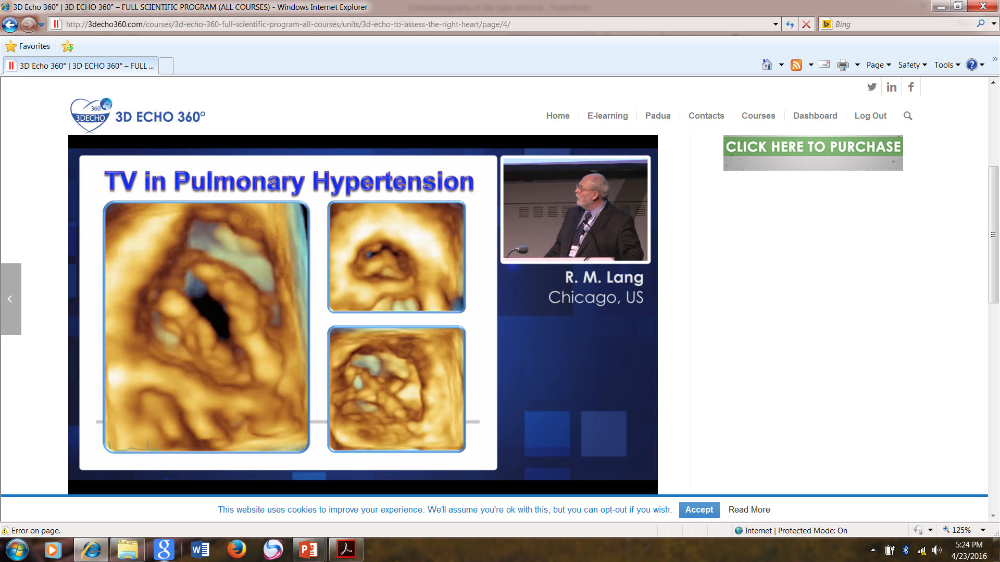 3D Echo 360° | 3D ECHO 360° – FULL SCIENTIFIC PROGRAM (ALL COURSES) - Windows Internet Explorer
http://3decho360.com/courses/3d-echo-360-full-scientific-program-all-courses/units/3d-echo-to-assess-the-right-heart/page/4/
Bing
Favorites
3D Echo 360° | 3D ECHO 360° – FULL ...
Page
Safety
Tools
360
3DECHO
3D ECHO 360°
Home
E-learning
Padua
Contacts
Courses
Dashboard
Log Out
CLICK HERE TO PURCHASE
TV in Pulmonary Hypertension
R. M. Lang
Chicago, US
This website uses cookies to improve your experience. We'll assume you're ok with this, but you can opt-out if you wish.
Accept
Read More
Error on page.
Internet | Protected Mode: On
125%
5:24 PM
4/23/2016